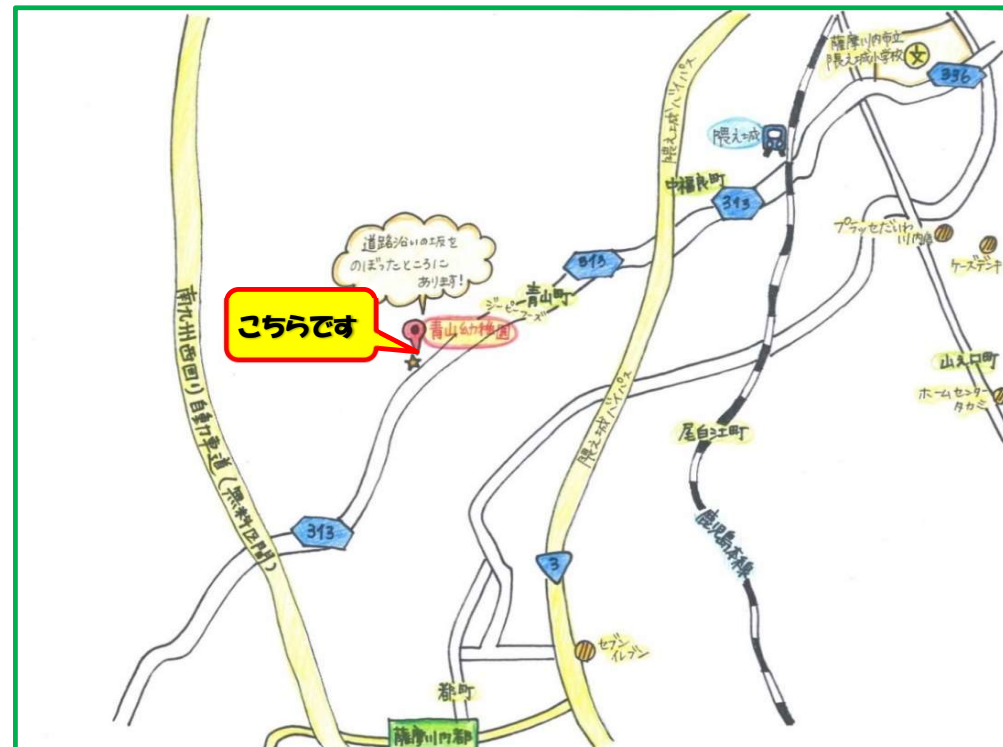 薩摩川内市立
隈之城小学校
文
336
隈之城バイパス
隈之城
中福良町
313
プラッセだいわ
川内店
ケーズデンキ
道路沿いの坂を
のぼったところに
あります!
313
青山町
ジーピーフーズ
こちらです
青山幼稚園
南九州西回り自動車道(無料区間)
山之口町
ホームセンター
タカミ
隈之城バイパス
尾白江町
313
鹿児島本線
3
セブン
イレブン
都町
薩摩川内都